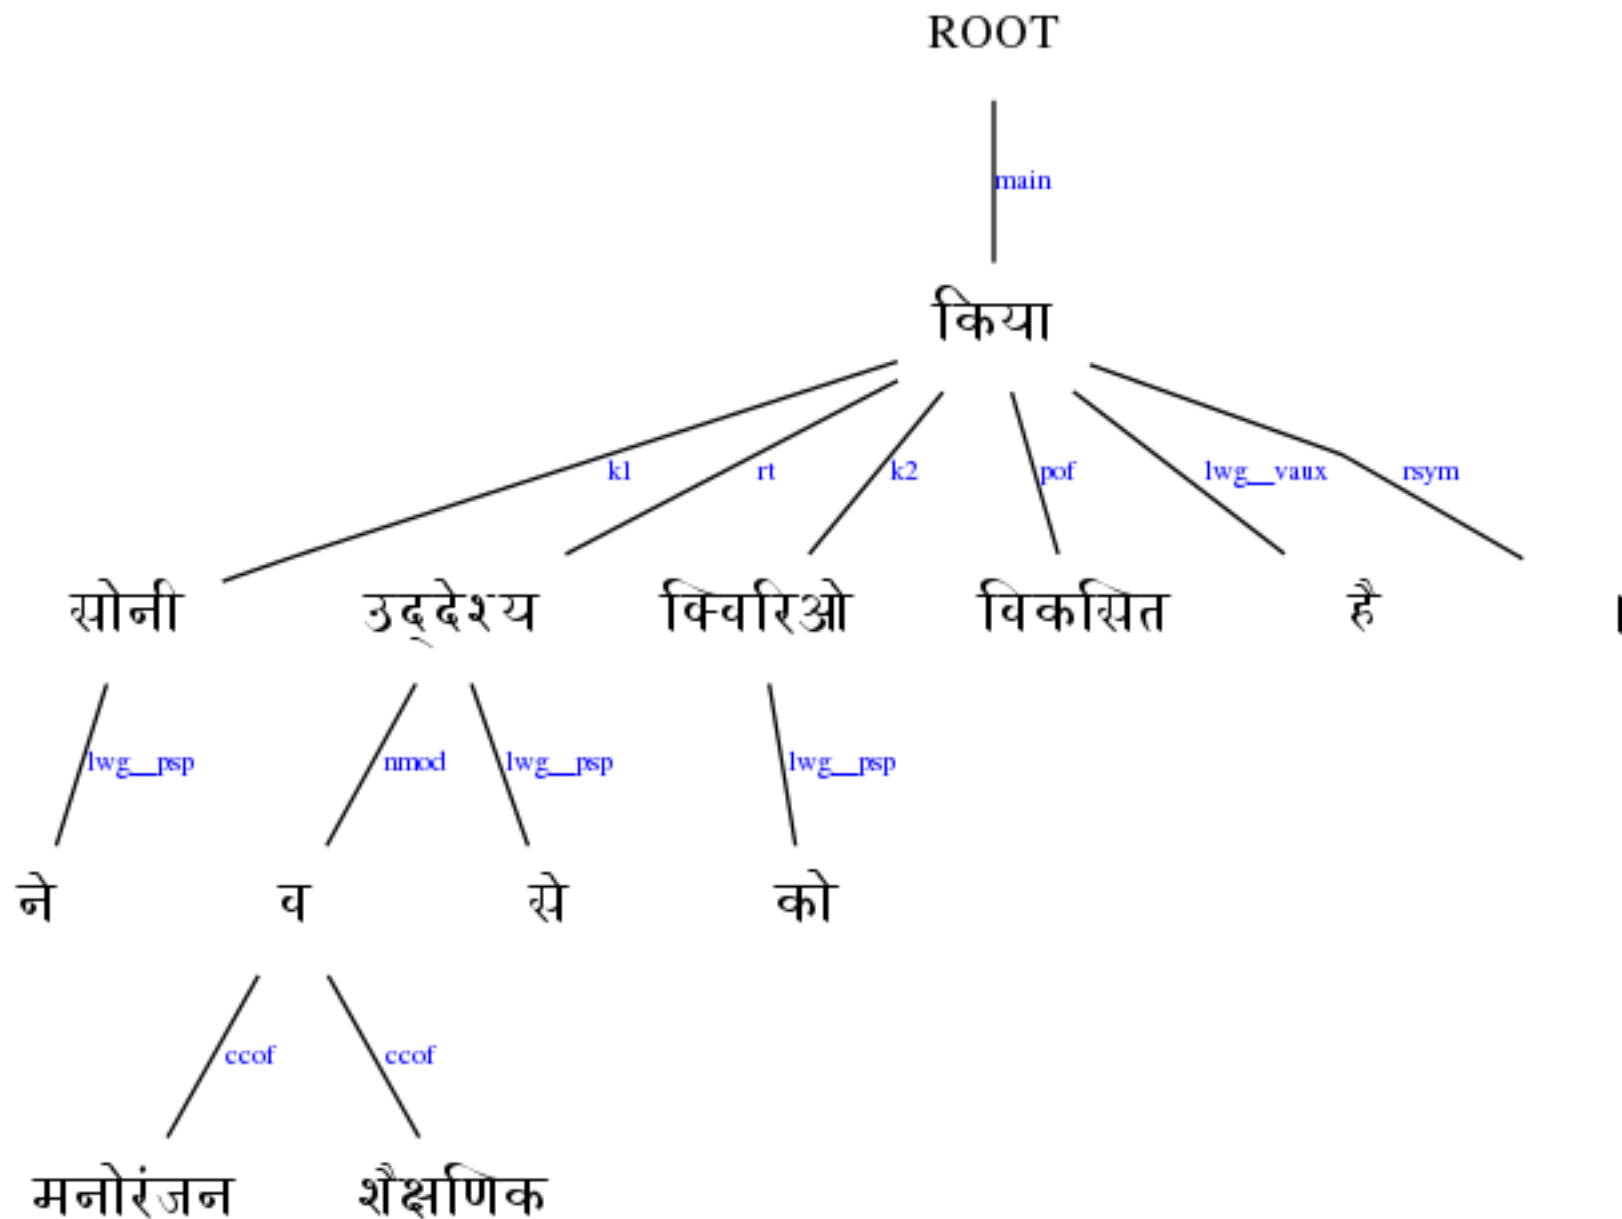 ROOT
main
किया
k1 rt k2 pof lwg__vaux rsym
सोनी उद्देश्य क्विरिओ विकसित है ।
lwg__psp nmod lwg__psp lwg__psp
ने व से को
ccof ccof
मनोरंजन शैक्षणिक